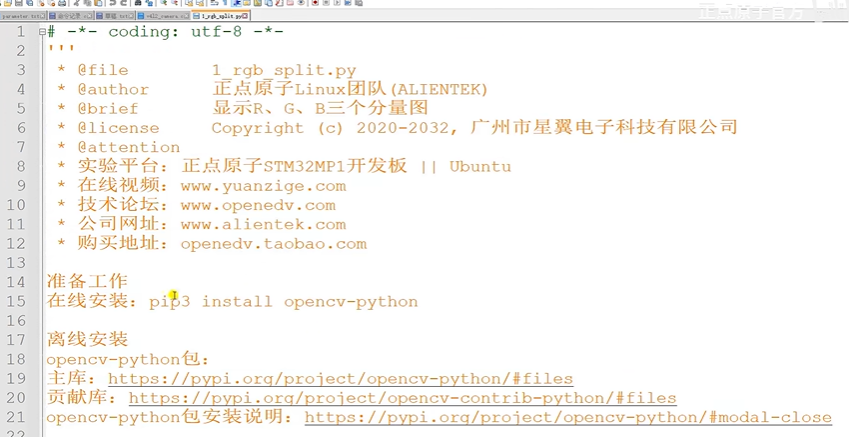 正点原子官方
parameter.txt
草稿.txt
1_rgb_split.py
1 # -*- coding: utf-8 -*-
2 '''
3 * @file 1_rgb_split.py
4 * @author 正点原子Linux团队(ALIENTEK)
5 * @brief 显示R、G、B三个分量图
6 * @license Copyright (c) 2020-2032, 广州市星翼电子科技有限公司
7 * @attention
8 * 实验平台：正点原子STM32MP1开发板 || Ubuntu
9 * 在线视频：www.yuanzige.com
10 * 技术论坛：www.openedv.com
11 * 公司网址：www.alientek.com
12 * 购买地址：openedv.taobao.com
13
14 准备工作
15 在线安装：pip3 install opencv-python
16
17 离线安装
18 opencv-python包：
19 主库：https://pypi.org/project/opencv-python/#files
20 贡献库：https://pypi.org/project/opencv-contrib-python/#files
21 opencv-python包安装说明：https://pypi.org/project/opencv-python/#modal-close
22